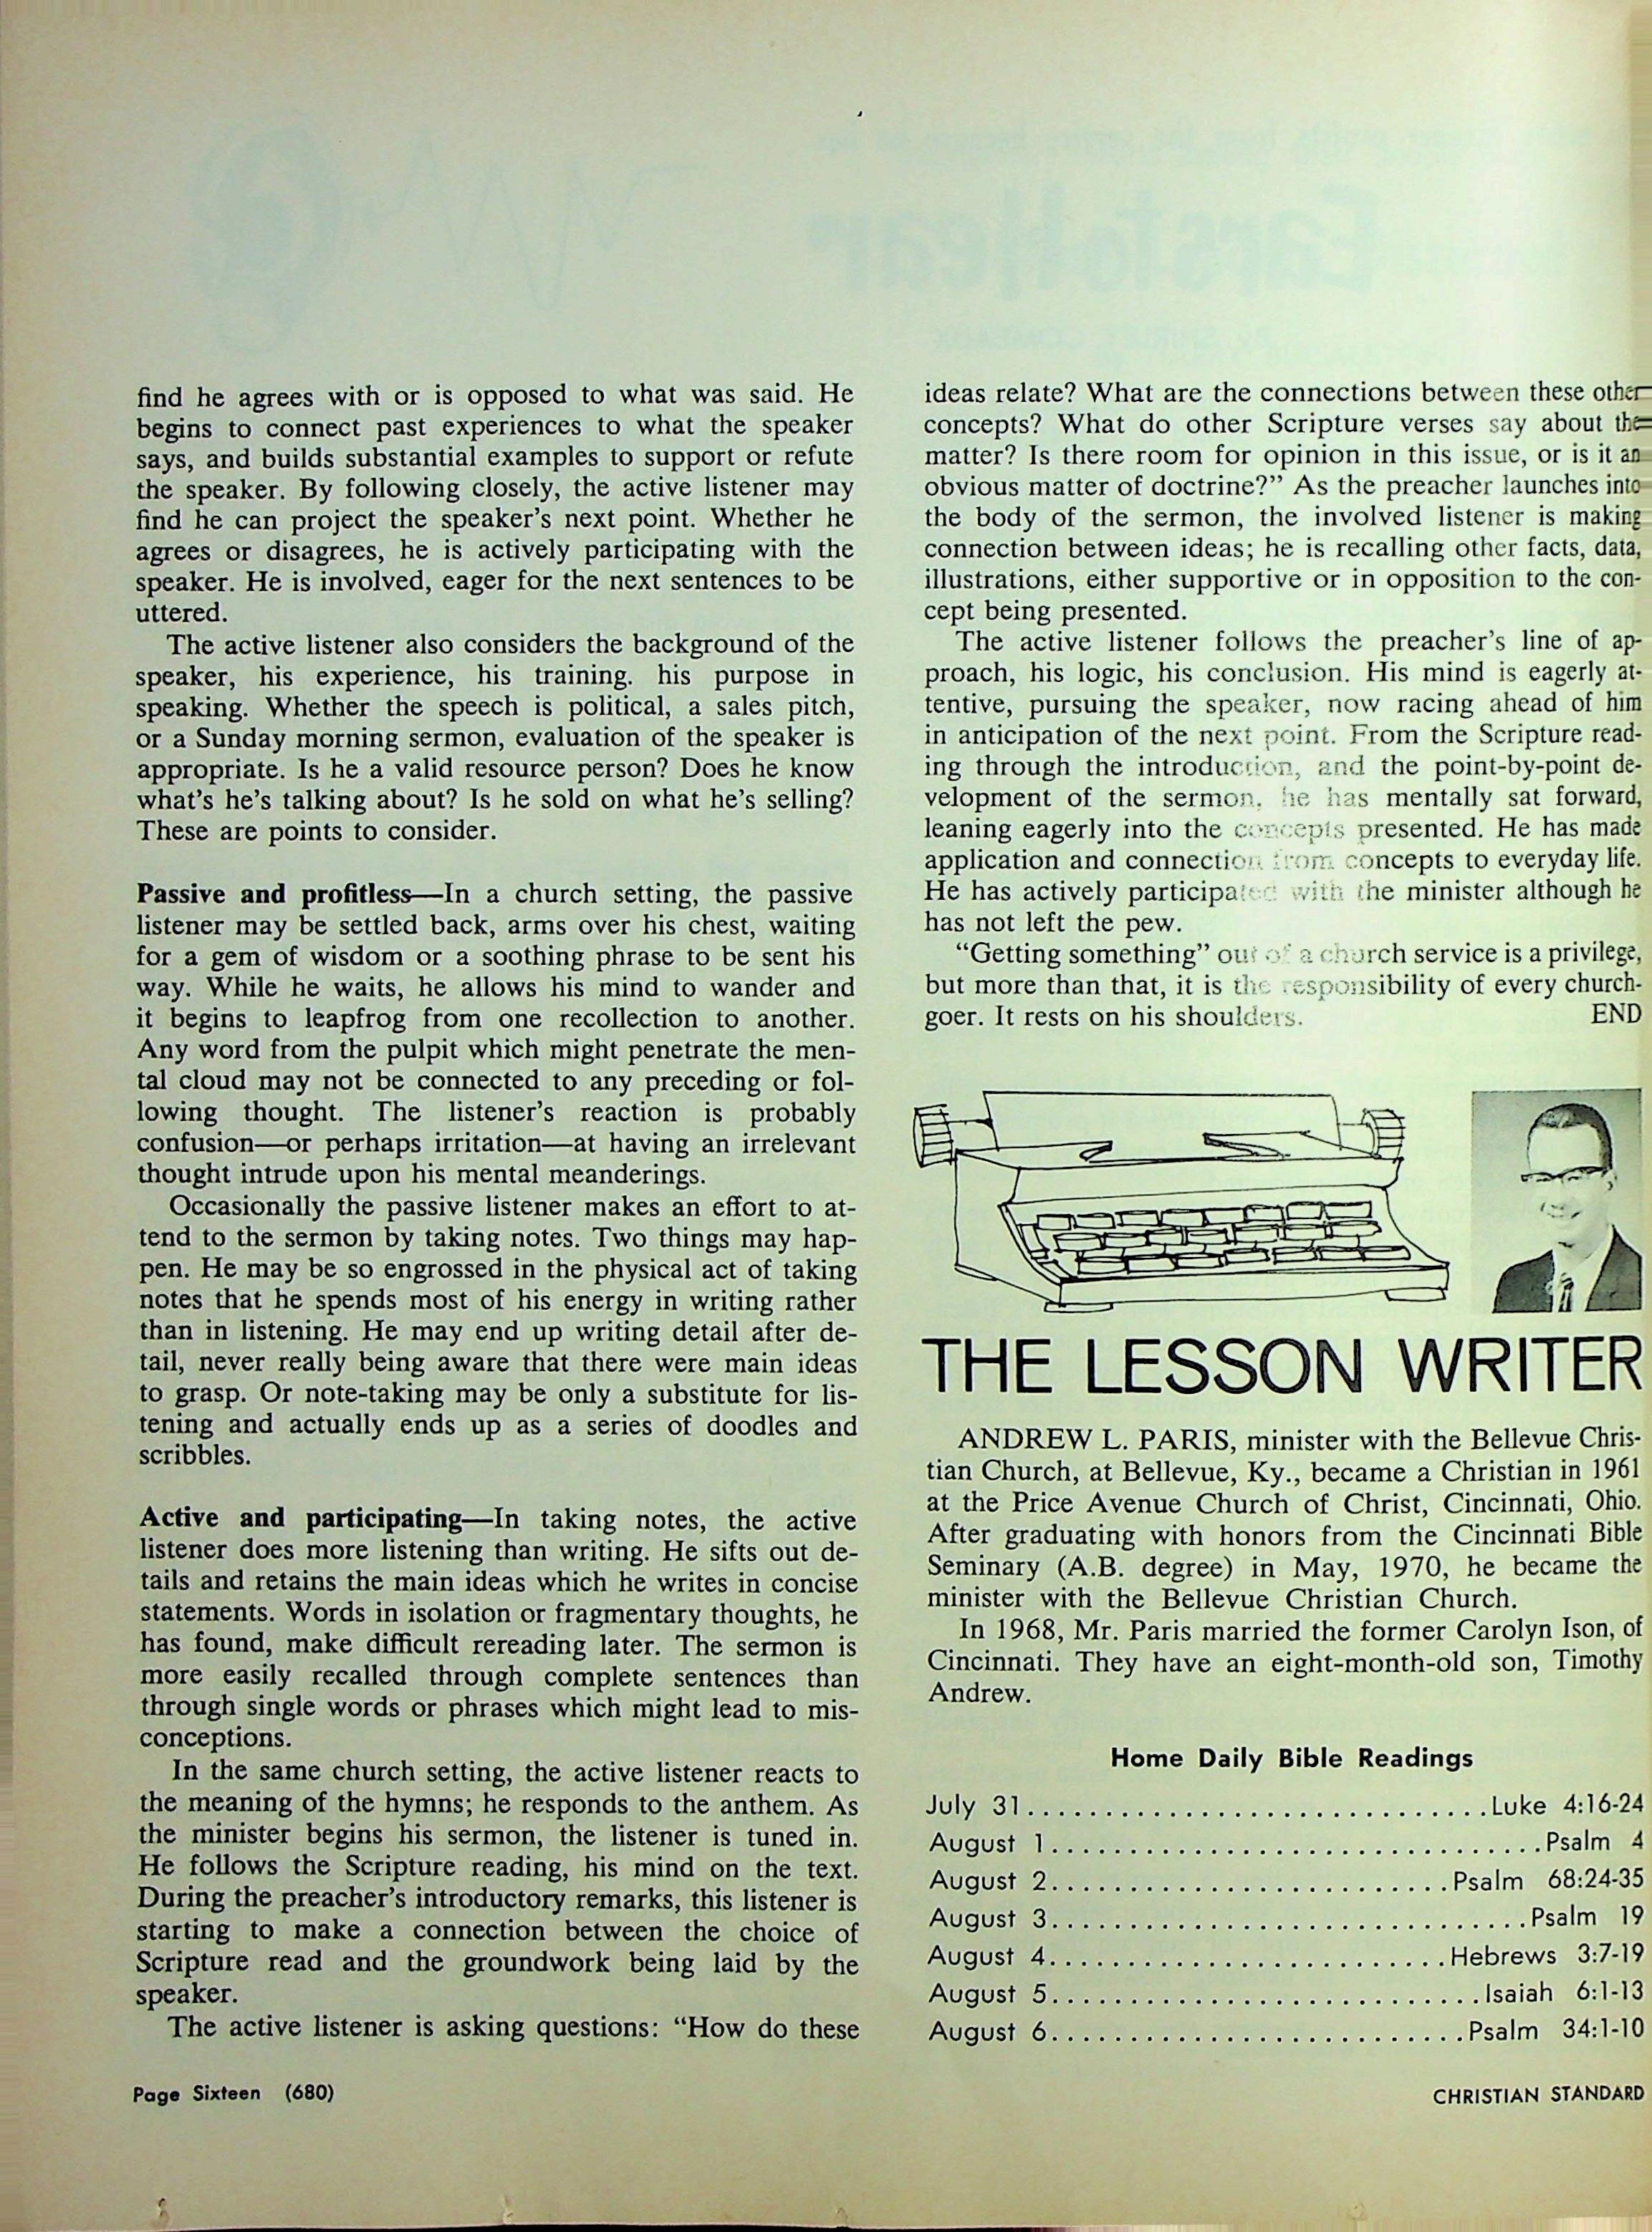 find he agrees with or is opposed to what was said. He
begins to connect past experiences to what the speaker
says, and builds substantial examples to support or refute
the speaker. By following closely, the active listener may
find he can project the speaker's next point. Whether he
agrees or disagrees, he is actively participating with the
speaker. He is involved, eager for the next sentences to be
uttered.
The active listener also considers the background of the
speaker, his experience, his training. his purpose in
speaking. Whether the speech is political, a sales pitch,
or a Sunday morning sermon, evaluation of the speaker is
appropriate. Is he a valid resource person? Does he know
what's he's talking about? Is he sold on what he's selling?
These are points to consider.
Passive and profitless—In a church setting, the passive
listener may be settled back, arms over his chest, waiting
for a gem of wisdom or a soothing phrase to be sent his
way. While he waits, he allows his mind to wander and
it begins to leapfrog from one recollection to another.
Any word from the pulpit which might penetrate the men-
tal cloud may not be connected to any preceding or fol-
lowing thought. The listener's reaction is probably
confusion—or perhaps irritation—at having an irrelevant
thought intrude upon his mental meanderings.
Occasionally the passive listener makes an effort to at-
tend to the sermon by taking notes. Two things may hap-
pen. He may be so engrossed in the physical act of taking
notes that he spends most of his energy in writing rather
than in listening. He may end up writing detail after de-
tail, never really being aware that there were main ideas
to grasp. Or note-taking may be only a substitute for lis-
tening and actually ends up as a series of doodles and
scribbles.
Active and participating—In taking notes, the active
listener does more listening than writing. He sifts out de-
tails and retains the main ideas which he writes in concise
statements. Words in isolation or fragmentary thoughts, he
has found, make difficult rereading later. The sermon is
more easily recalled through complete sentences than
through single words or phrases which might lead to mis-
conceptions.
In the same church setting, the active listener reacts to
the meaning of the hymns; he responds to the anthem. As
the minister begins his sermon, the listener is tuned in.
He follows the Scripture reading, his mind on the text.
During the preacher's introductory remarks, this listener is
starting to make a connection between the choice of
Scripture read and the groundwork being laid by the
speaker.
The active listener is asking questions: "How do these
ideas relate? What are the connections between these other
concepts? What do other Scripture verses say about the
matter? Is there room for opinion in this issue, or is it an
obvious matter of doctrine?" As the preacher launches into
the body of the sermon, the involved listener is making
connection between ideas; he is recalling other facts, data,
illustrations, either supportive or in opposition to the con-
cept being presented.
The active listener follows the preacher's line of ap-
proach, his logic, his conclusion. His mind is eagerly at-
tentive, pursuing the speaker, now racing ahead of him
in anticipation of the next point. From the Scripture read-
ing through the introduction, and the point-by-point de-
velopment of the sermon, he has mentally sat forward,
leaning eagerly into the concepts presented. He has made
application and connection from concepts to everyday life.
He has actively participated with the minister although he
has not left the pew.
"Getting something" out of a church service is a privilege,
but more than that, it is the responsibility of every church-
goer. It rests on his shoulders. END
THE LESSON WRITER
ANDREW L. PARIS, minister with the Bellevue Chris-
tian Church, at Bellevue, Ky., became a Christian in 1961
at the Price Avenue Church of Christ, Cincinnati, Ohio.
After graduating with honors from the Cincinnati Bible
Seminary (A.B. degree) in May, 1970, he became the
minister with the Bellevue Christian Church.
In 1968, Mr. Paris married the former Carolyn Ison, of
Cincinnati. They have an eight-month-old son, Timothy
Andrew.
Home Daily Bible Readings
July 31..............................Luke 4:16-24
August 1................................Psalm 4
August 2..........................Psalm 68:24-35
August 3...............................Psalm 19
August 4..........................Hebrews 3:7-19
August 5............................Isaiah 6:1-13
August 6...........................Psalm 34:1-10
Page Sixteen (680)
CHRISTIAN STANDARD